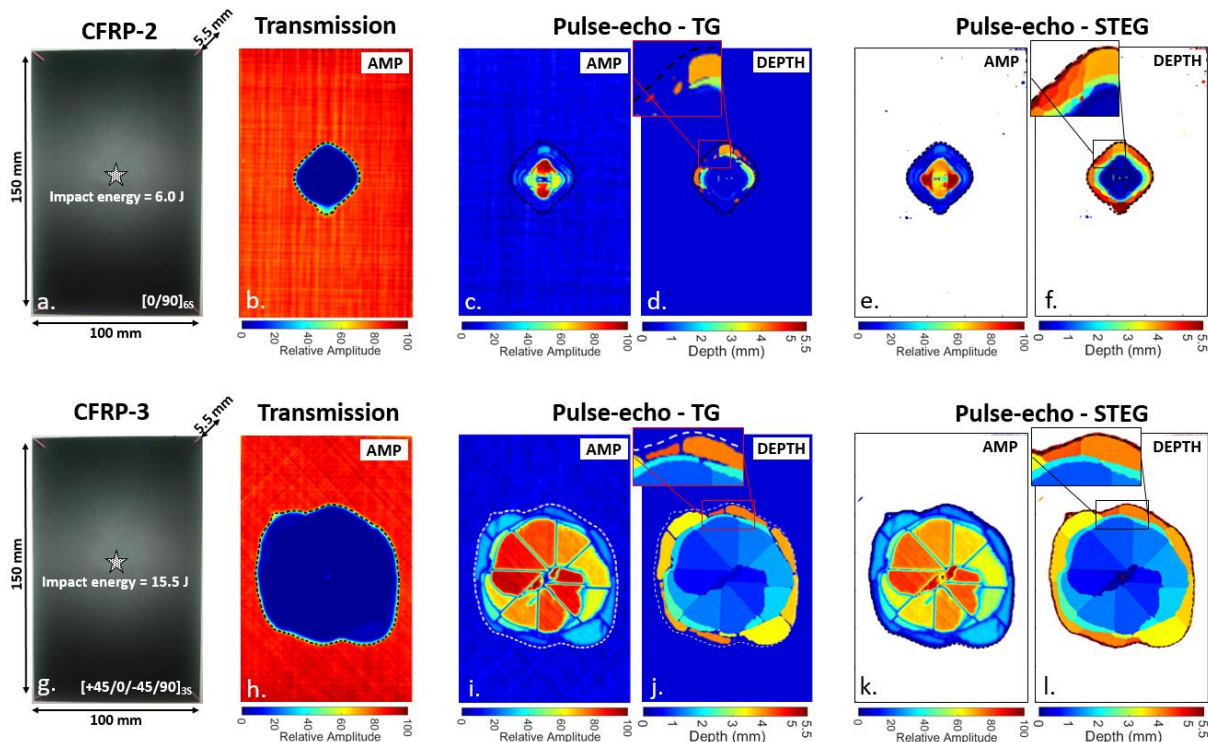 CFRP-2
Transmission
Pulse-echo - TG
Pulse-echo - STEG
5.5 mm
AMP
AMP
DEPTH
AMP
DEPTH
150 mm
Impact energy = 6.0 J
a.
[0/90]6S
b.
c.
d.
e.
f.
100 mm
0 20 40 60 80 100
Relative Amplitude
0 20 40 60 80 100
Relative Amplitude
0 1 2 3 4 5.5
Depth (mm)
0 20 40 60 80 100
Relative Amplitude
0 1 2 3 4 5.5
Depth (mm)
CFRP-3
Transmission
Pulse-echo - TG
Pulse-echo - STEG
5.5 mm
AMP
AMP
DEPTH
AMP
DEPTH
150 mm
Impact energy = 15.5 J
g.
[+45/0/-45/90]3S
h.
i.
j.
k.
l.
100 mm
0 20 40 60 80 100
Relative Amplitude
0 20 40 60 80 100
Relative Amplitude
0 1 2 3 4 5.5
Depth (mm)
0 20 40 60 80 100
Relative Amplitude
0 1 2 3 4 5.5
Depth (mm)